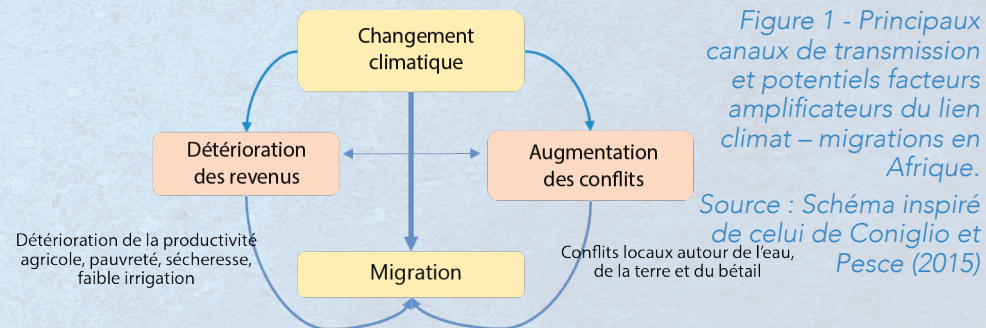 Changement
climatique
Détérioration
des revenus
Augmentation
des conflits
Détérioration de la productivité
agricole, pauvreté, sécheresse,
faible irrigation
Migration
Conflits locaux autour de l'eau,
de la terre et du bétail
Figure 1 - Principaux
canaux de transmission
et potentiels facteurs
amplificateurs du lien
climat – migrations en
Afrique.
Source : Schéma inspiré
de celui de Coniglio et
Pesce (2015)